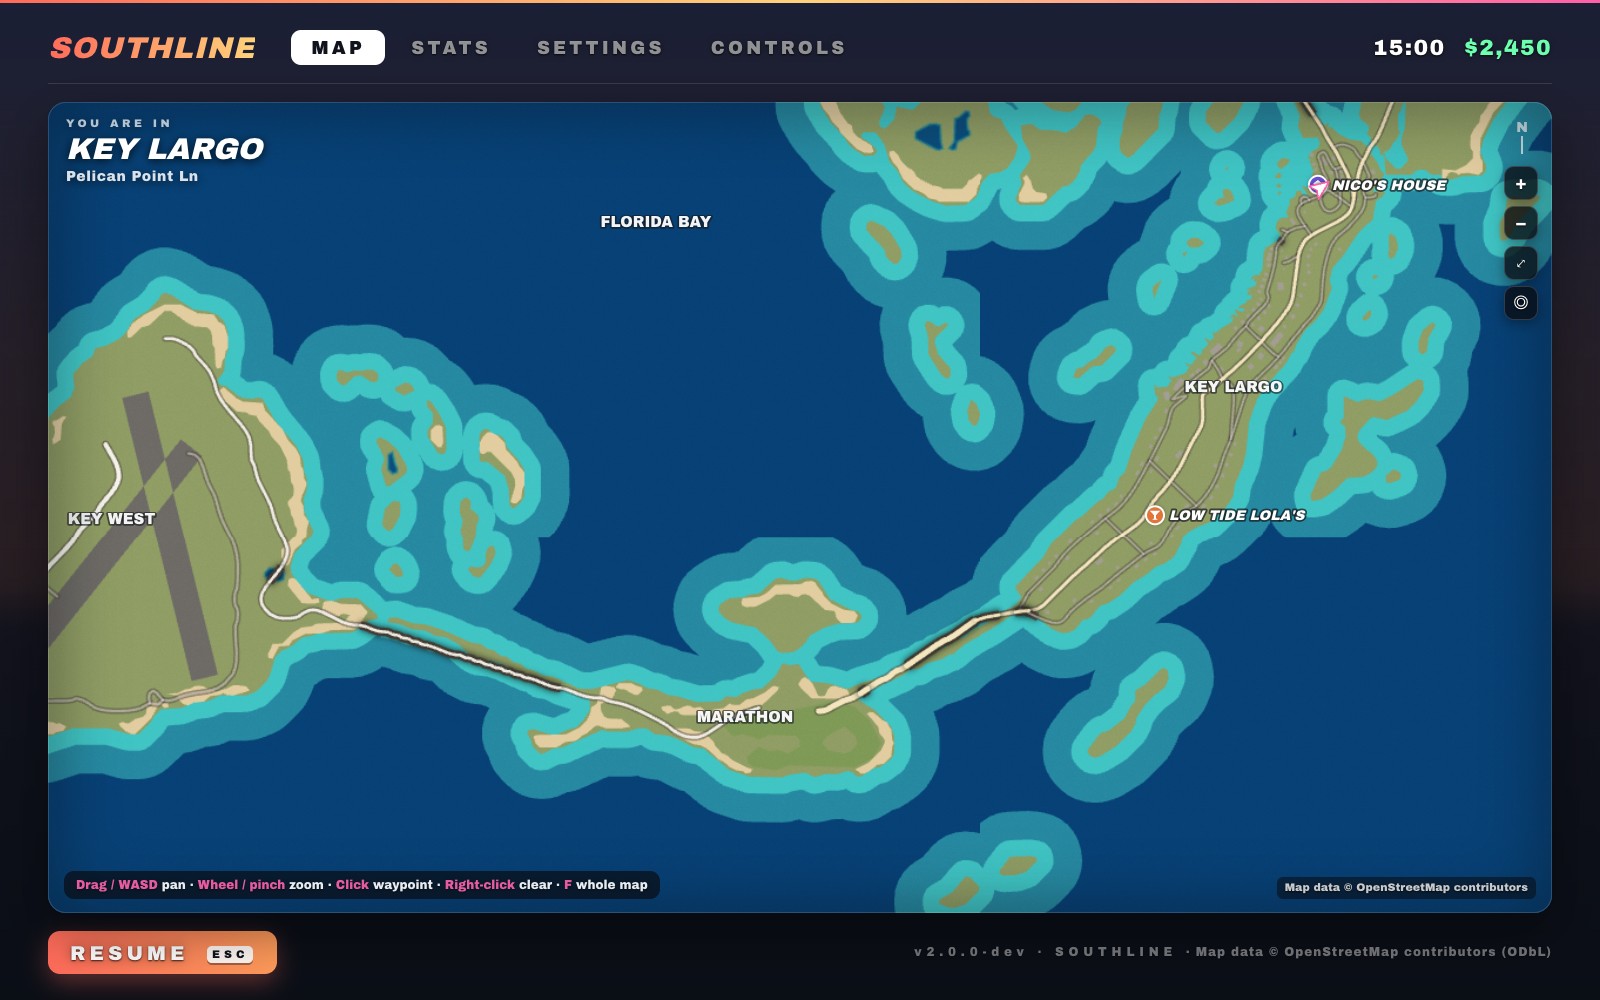 SOUTHLINE
MAP STATS SETTINGS CONTROLS
15:00 $2,450
YOU ARE IN
KEY LARGO
Pelican Point Ln
N
NICO'S HOUSE
+
FLORIDA BAY
−
KEY LARGO
KEY WEST
LOW TIDE LOLA'S
MARATHON
Drag / WASD pan · Wheel / pinch zoom · Click waypoint · Right-click clear · F whole map
Map data © OpenStreetMap contributors
RESUME ESC
v2.0.0-dev · SOUTHLINE · Map data © OpenStreetMap contributors (ODbL)